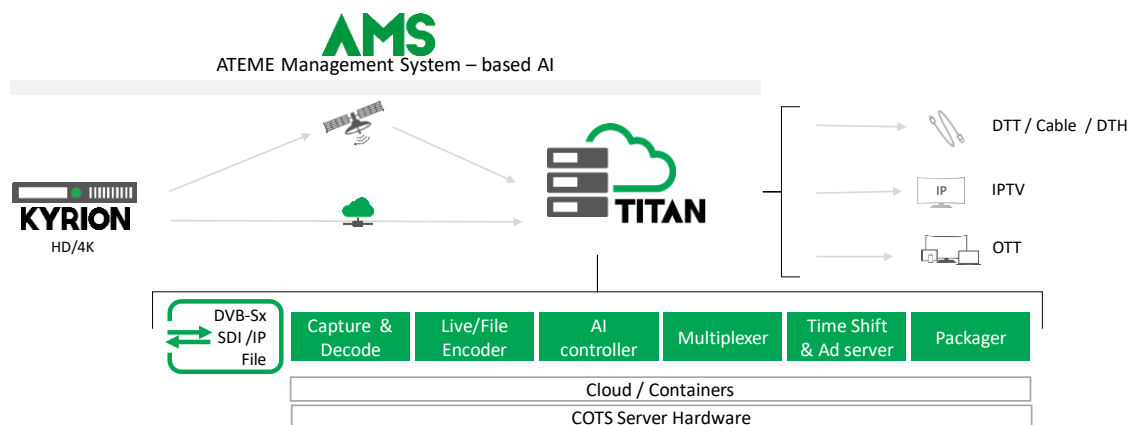 AMS
ATEME Management System – based AI
KYRION
HD/4K
TITAN
DTT / Cable / DTH
IP
IPTV
OTT
DVB-Sx
SDI /IP
File
Capture &
Decode
Live/File
Encoder
AI
controller
Multiplexer
Time Shift
& Ad server
Packager
Cloud / Containers
COTS Server Hardware